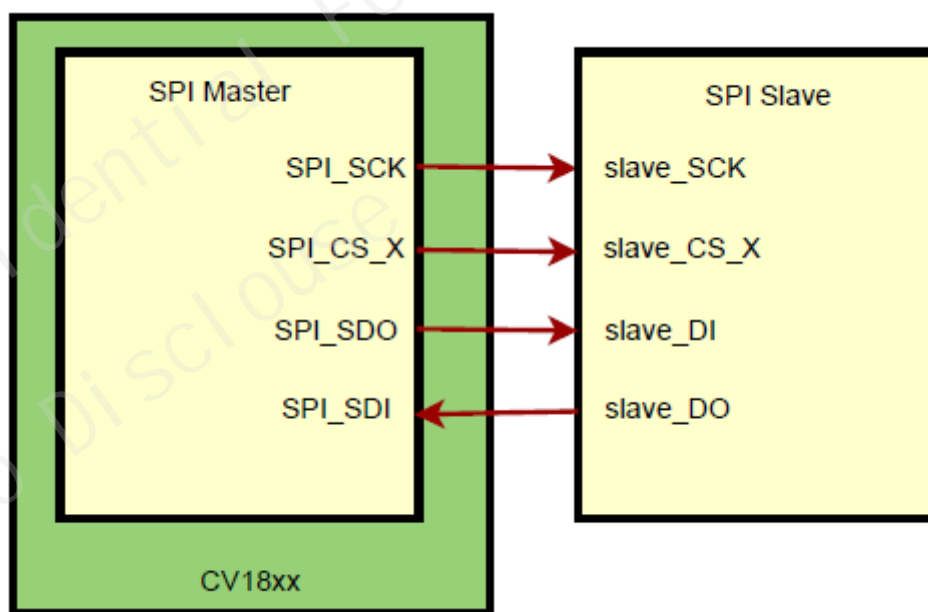 SPI Master
SPI_SCK
SPI_CS_X
SPI_SDO
SPI_SDI
CV18xx
SPI Slave
slave_SCK
slave_CS_X
slave_DI
slave_DO